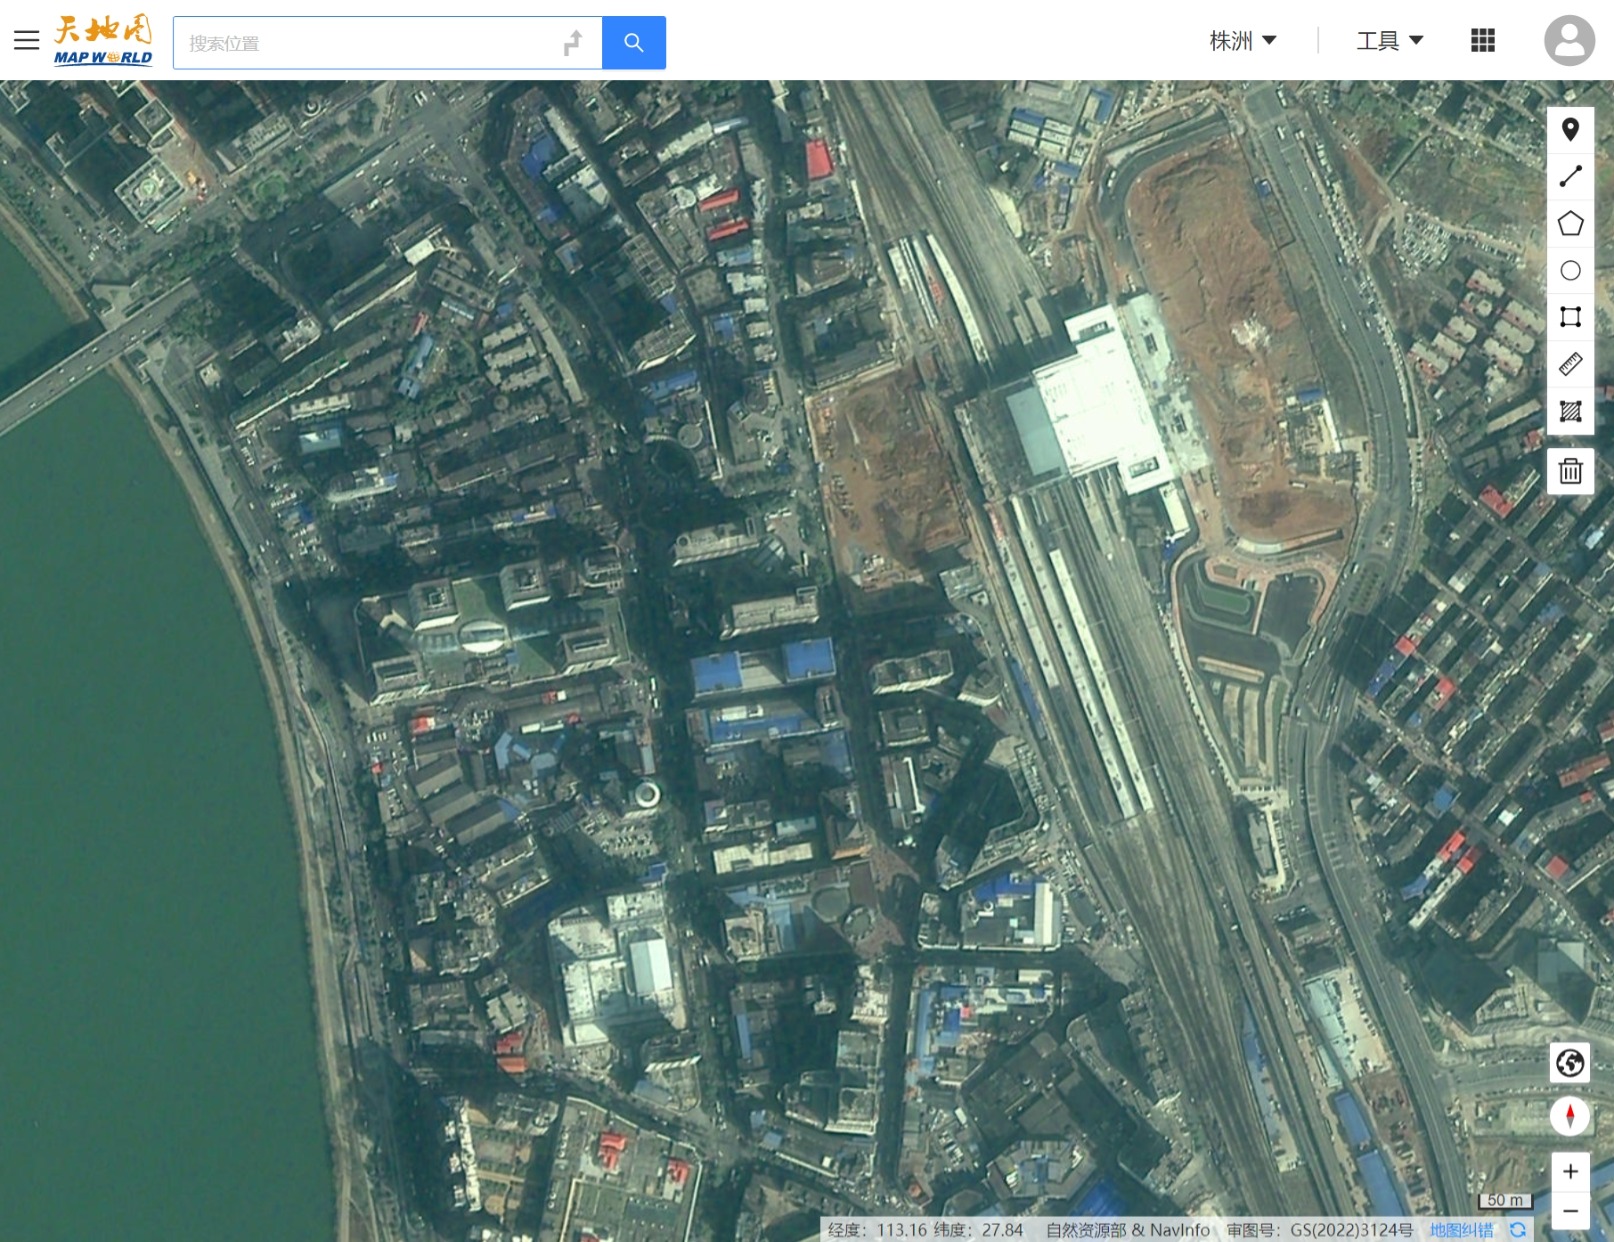 天地图
MAP WORLD
搜索位置
株洲
工具
50 m
经度：113.16 纬度：27.84 自然资源部 & NavInfo 审图号：GS(2022)3124号 地图纠错